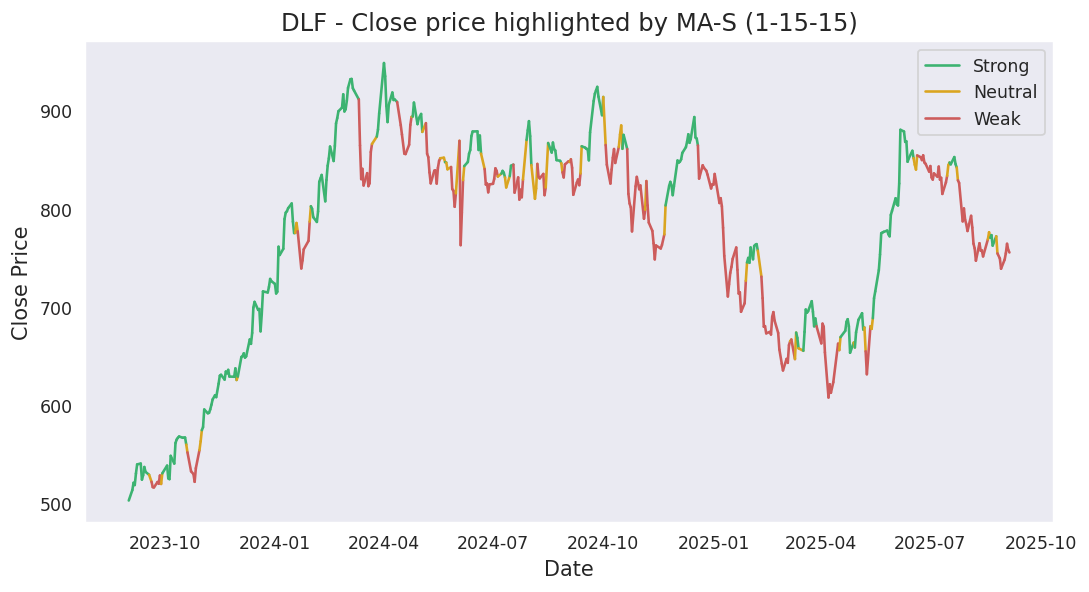 DLF - Close price highlighted by MA-S (1-15-15)
Strong
Neutral
Weak
Close Price
900
800
700
600
500
2023-10
2024-01
2024-04
2024-07
2024-10
2025-01
2025-04
2025-07
2025-10
Date